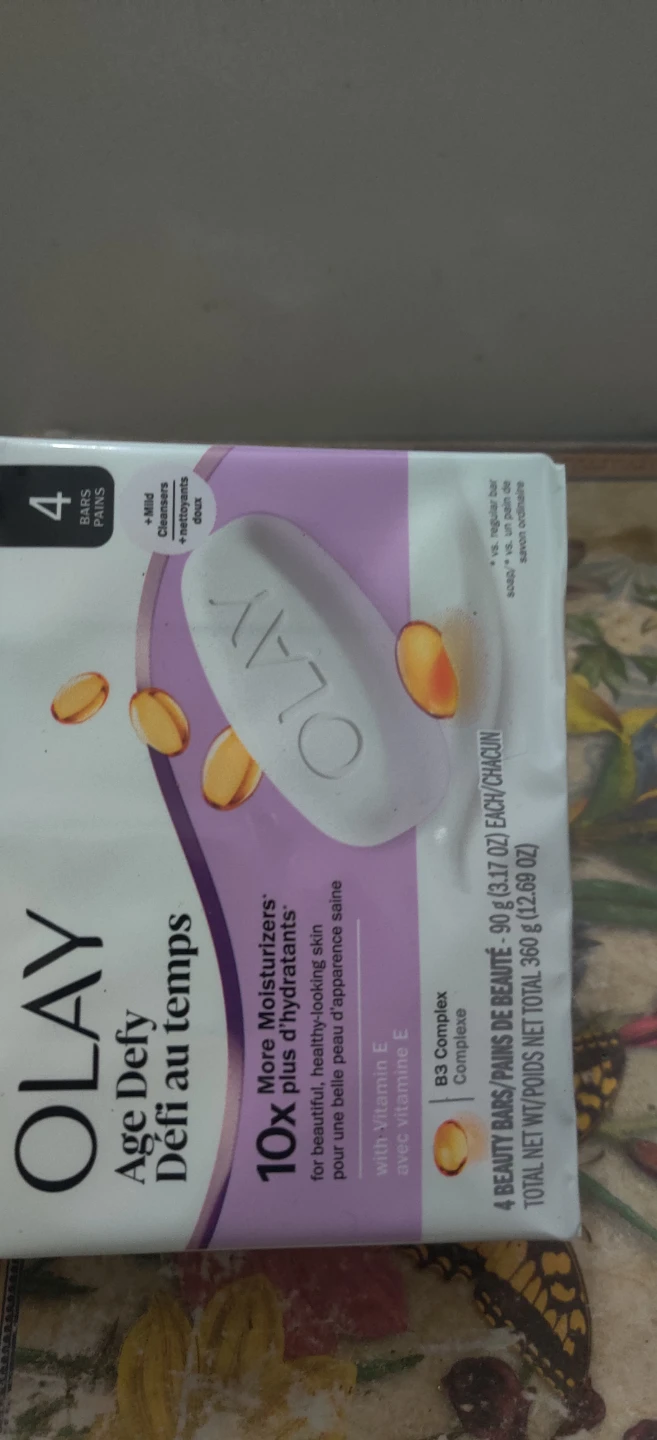 4
BARS
PAINS
OLAY
Age Defy
Défi au temps
+Mild
Cleansers
+nettoyants
doux
10x More Moisturizers*
plus d'hydratants*
for beautiful, healthy-looking skin
pour une belle peau d'apparence saine
with Vitamin E
avec vitamine E
OLAY
B3 Complex
Complexe
* vs. regular bar
soap/* vs. un pain de
savon ordinaire
4 BEAUTY BARS/PAINS DE BEAUTÉ - 90 g (3.17 OZ) EACH/CHACUN
TOTAL NET WT/POIDS NET TOTAL 360 g (12.69 OZ)